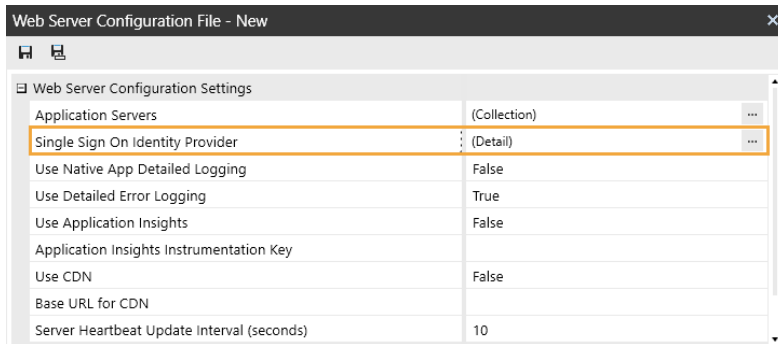 Web Server Configuration File - New
Web Server Configuration Settings
Application Servers (Collection) ...
Single Sign On Identity Provider (Detail) ...
Use Native App Detailed Logging False
Use Detailed Error Logging True
Use Application Insights False
Application Insights Instrumentation Key
Use CDN False
Base URL for CDN
Server Heartbeat Update Interval (seconds) 10